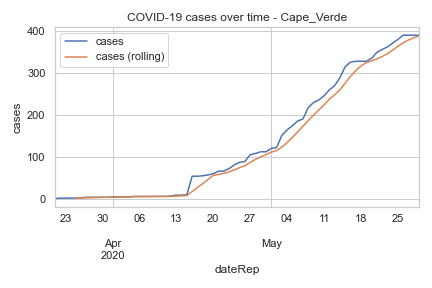 COVID-19 cases over time - Cape_Verde
cases
cases (rolling)
cases
400
300
200
100
0
23 30 06 13 20 27 04 11 18 25
Apr May
2020
dateRep